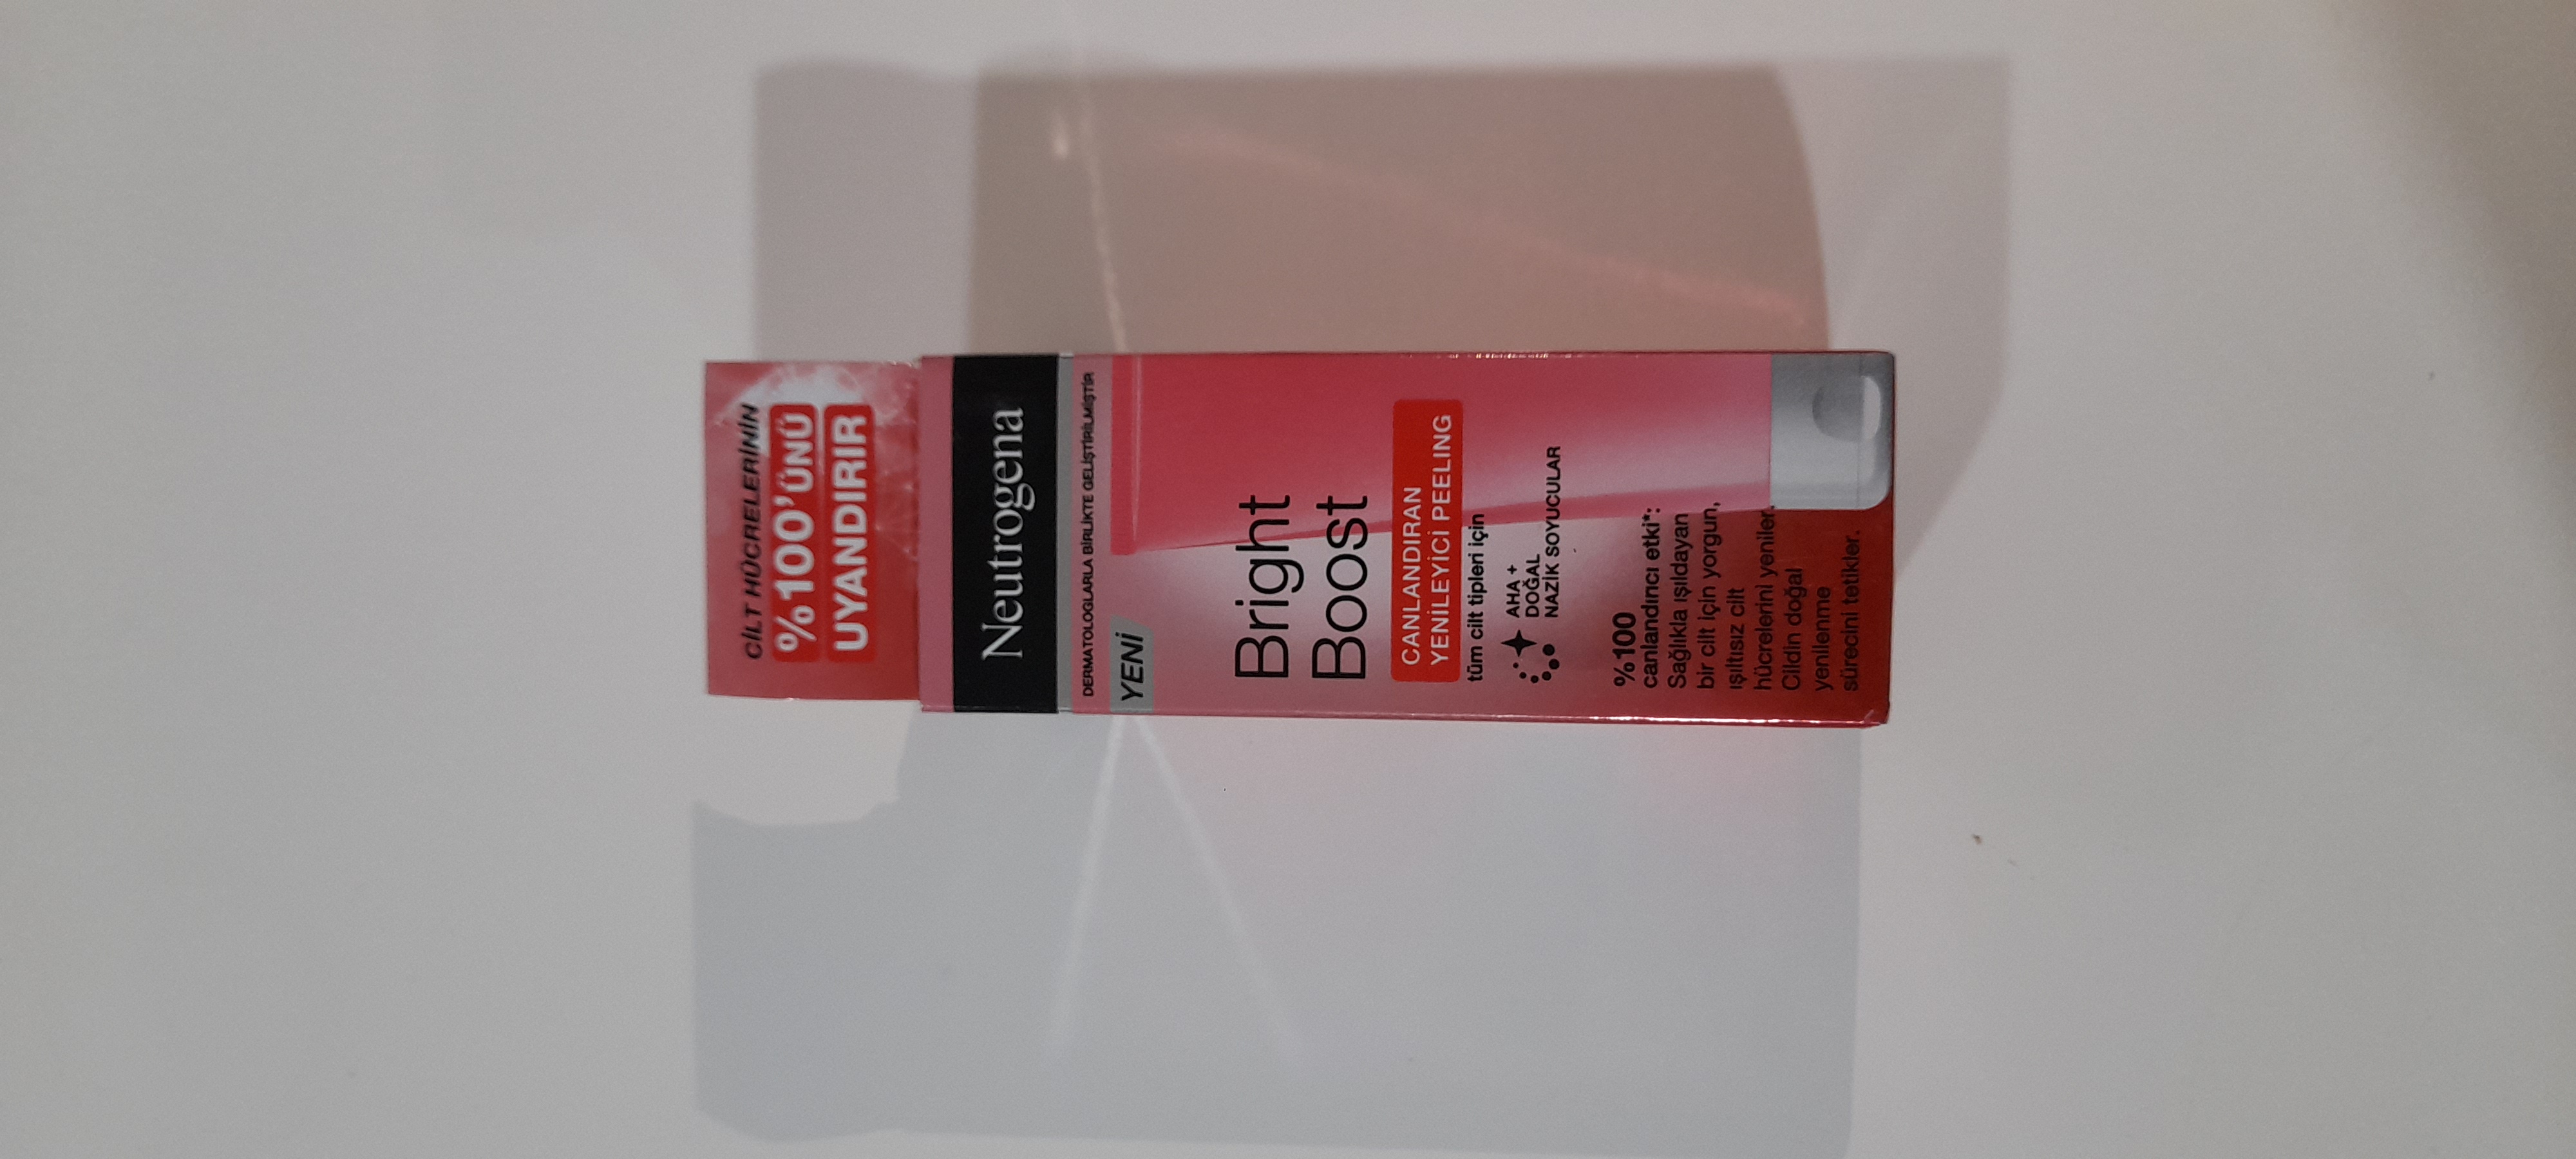 CİLT HÜCRELERİNİN
%100'ÜNÜ
UYANDIRIR
Neutrogena
DERMATOLOGLARLA BİRLİKTE GELİŞTİRİLMİŞTİR
YENİ
Bright
Boost
CANLANDIRAN
YENİLEYİCİ PEELING
tüm cilt tipleri için
AHA +
DOĞAL
NAZİK SOYUCULAR
%100
canlandırıcı etki*:
Sağlıkla ışıldayan
bir cilt için yorgun,
ışıltısız cilt
hücrelerini yeniler.
Cildin doğal
yenilenme
sürecini tetikler.